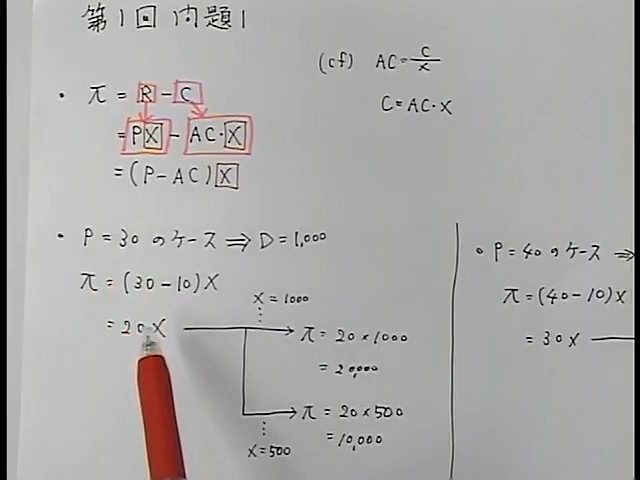 第1回 問題1
(cf) AC = C/X
C = AC・X
・ π = R - C
= PX - AC・X
= (P - AC) X
・ P = 30 のケース ⇒ D = 1,000
π = (30 - 10) X
= 20X
X = 1000
π = 20 × 1000
= 20,000
π = 20 × 500
= 10,000
X = 500
・ P = 40 のケース ⇒
π = (40 - 10) X
= 30X